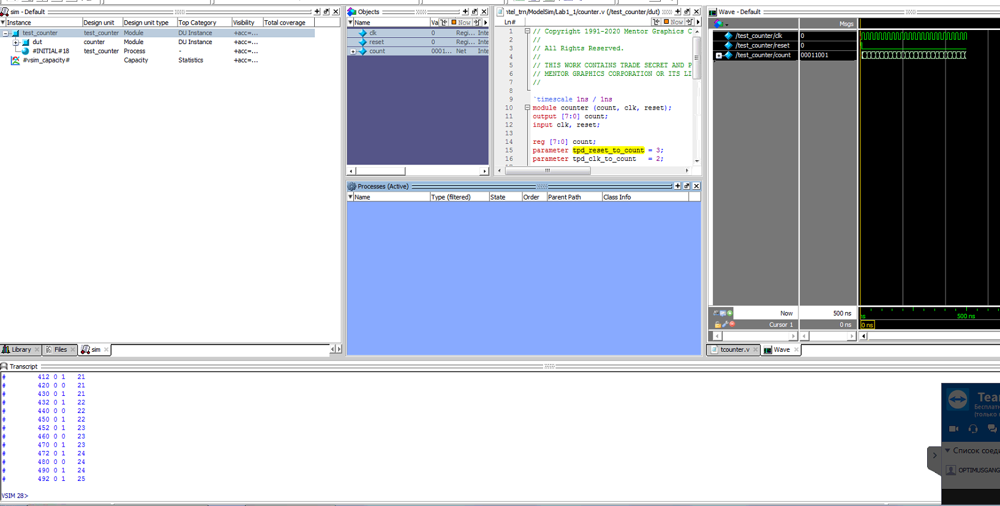 sim - Default
Instance Design unit Design unit type Top Category Visibility Total coverage
test_counter test_counter Module DU Instance +acc=...
dut counter Module DU Instance +acc=...
#INITIAL#18 test_counter Process - +acc=...
#vsim_capacity# Capacity Statistics +acc=...
Library Files sim
Objects
Name Va Now
clk 0 Regi... Inte
reset 0 Regi... Inte
count 0001... Net Inte
ntel_trn/ModelSim/Lab1_1/counter.v (/test_counter/dut)
Ln# Now
1 // Copyright 1991-2020 Mentor Graphics C
2 //
3 // All Rights Reserved.
4 //
5 // THIS WORK CONTAINS TRADE SECRET AND P
6 // MENTOR GRAPHICS CORPORATION OR ITS LI
7 //
8
9 `timescale 1ns / 1ns
10 module counter (count, clk, reset);
11 output [7:0] count;
12 input clk, reset;
13
14 reg [7:0] count;
15 parameter tpd_reset_to_count = 3;
16 parameter tpd_clk_to_count = 2;
Processes (Active)
Name Type (filtered) State Order Parent Path Class Info
Wave - Default
Msgs
/test_counter/clk 0
/test_counter/reset 0
/test_counter/count 00011001
Now 500 ns ns 500 ns
Cursor 1 0 ns 0 ns
tcounter.v Wave
Transcript
# 412 0 1 21
# 420 0 0 21
# 430 0 1 21
# 432 0 1 22
# 440 0 0 22
# 450 0 1 22
# 452 0 1 23
# 460 0 0 23
# 470 0 1 23
# 472 0 1 24
# 480 0 0 24
# 490 0 1 24
# 492 0 1 25
VSIM 28>
Tea
Бесплатн
(только
Список соеди
OPTIMUSGANG